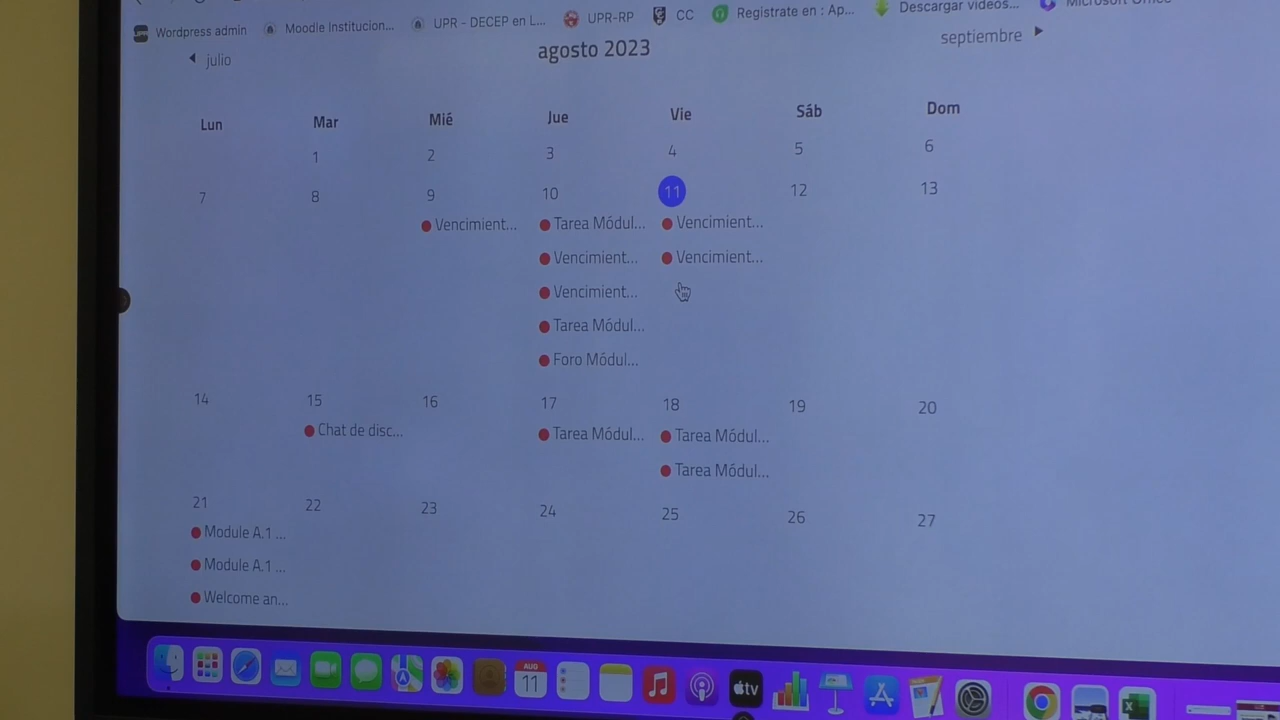 Wordpress admin Moodle Institucion... UPR - DECEP en L... UPR-RP CC Registrate en : Ap... Descargar videos... Microsoft Office
julio agosto 2023 septiembre
Lun Mar Mié Jue Vie Sáb Dom
1 2 3 4 5 6
7 8 9 10 11 12 13
Vencimient... Tarea Módul... Vencimient...
Vencimient... Vencimient...
Vencimient...
Tarea Módul...
Foro Módul...
14 15 16 17 18 19 20
Chat de disc... Tarea Módul... Tarea Módul...
Tarea Módul...
21 22 23 24 25 26 27
Module A.1 ...
Module A.1 ...
Welcome an...
AUG
11
tv